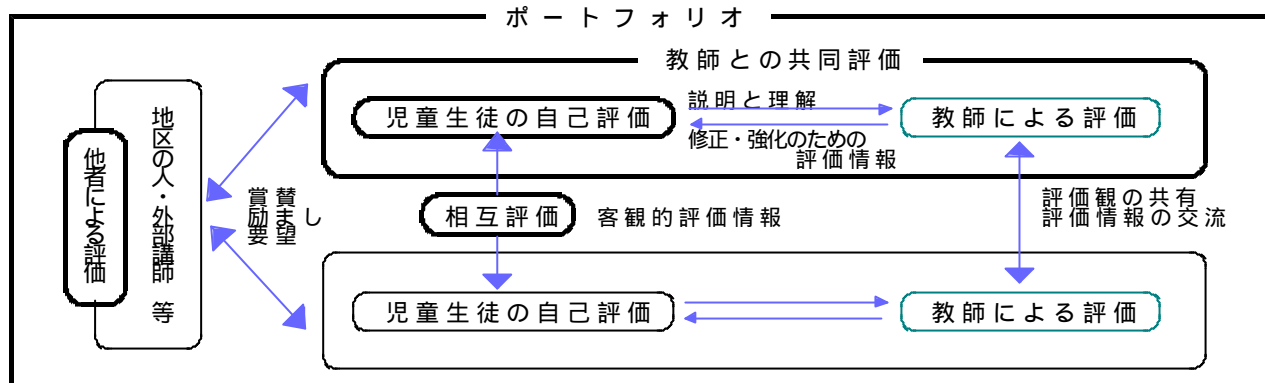 ポートフォリオ
教師との共同評価
児童生徒の自己評価
説明と理解
修正・強化のための
評価情報
教師による評価
他者による評価
地区の人・外部講師 等
賞賛
励まし
要望
相互評価
客観的評価情報
評価観の共有
評価情報の交流
児童生徒の自己評価
教師による評価